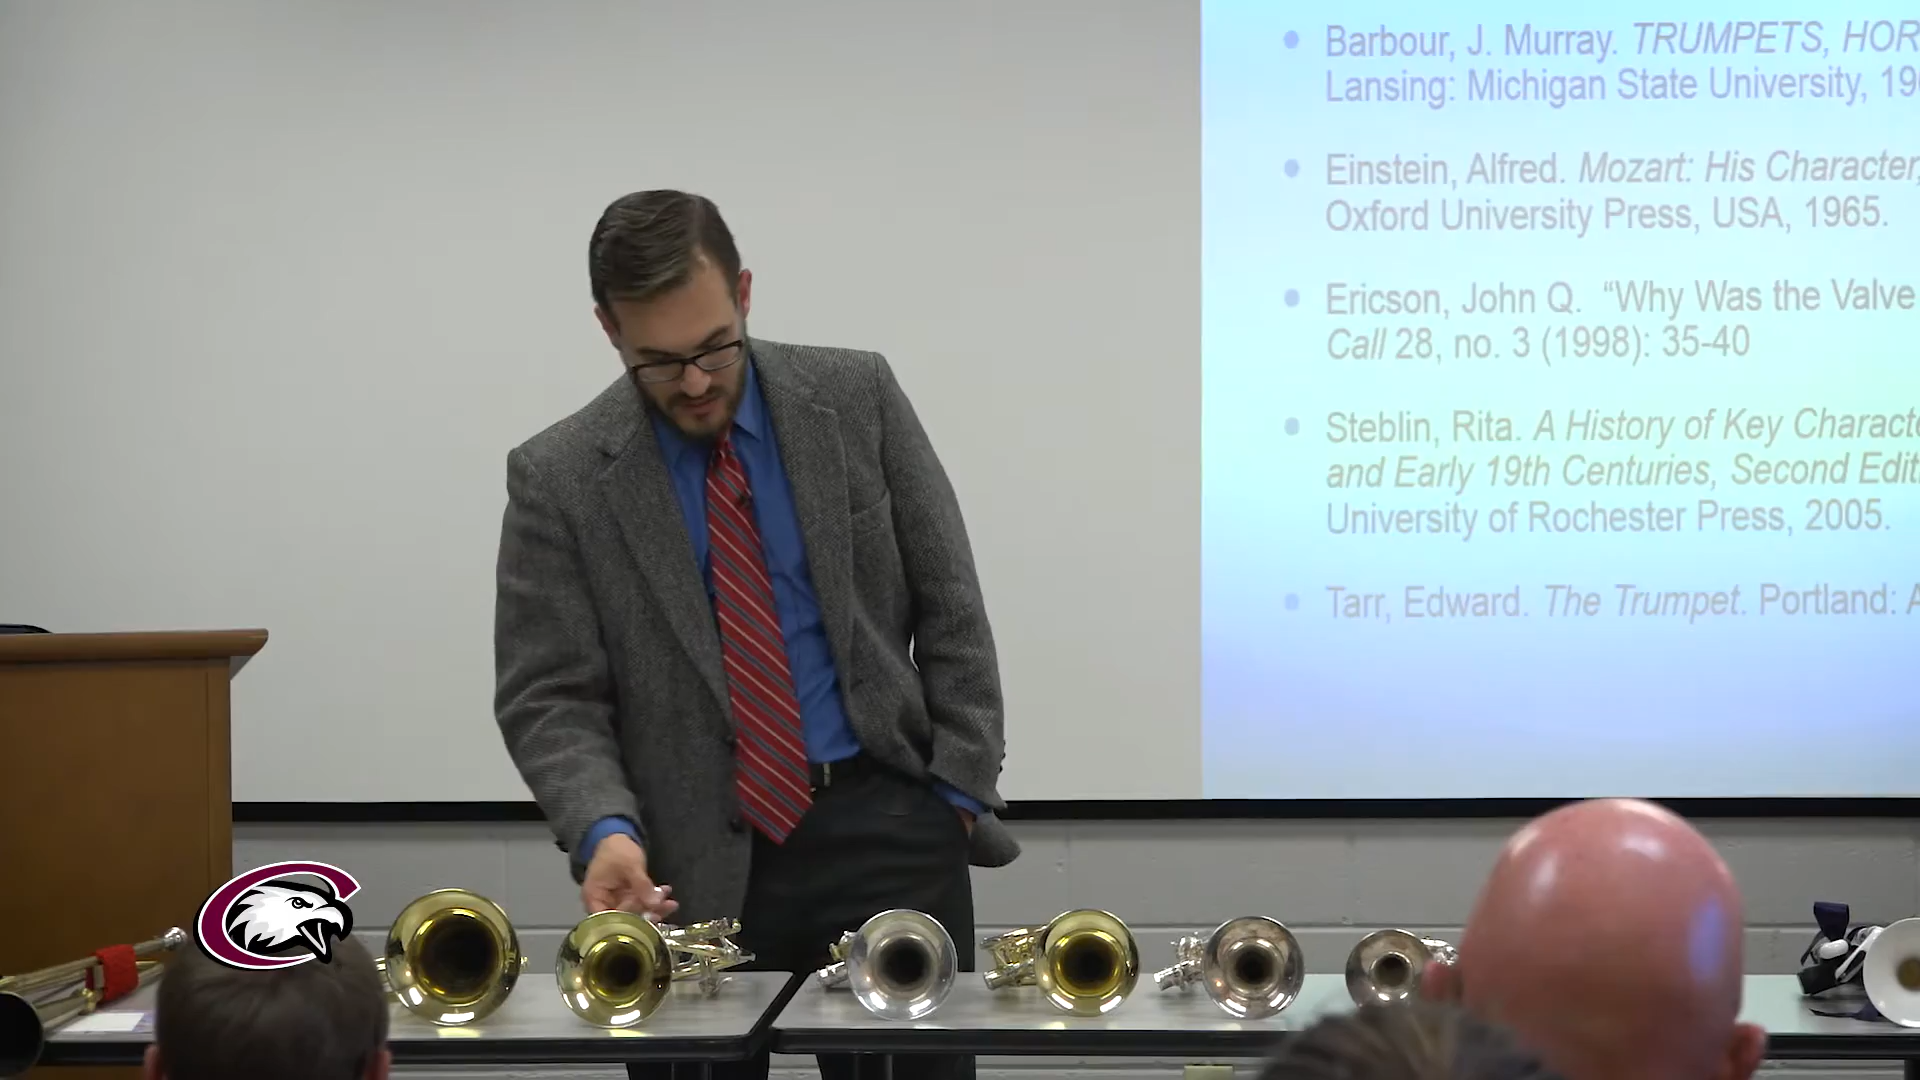 Barbour, J. Murray. TRUMPETS, HOR
Lansing: Michigan State University, 19
Einstein, Alfred. Mozart: His Character,
Oxford University Press, USA, 1965.
Ericson, John Q. “Why Was the Valve
Call 28, no. 3 (1998): 35-40
Steblin, Rita. A History of Key Characte
and Early 19th Centuries, Second Edit
University of Rochester Press, 2005.
Tarr, Edward. The Trumpet. Portland: A